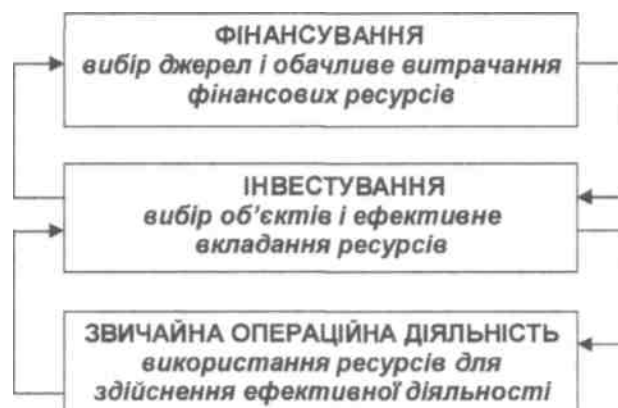 ФІНАНСУВАННЯ
вибір джерел і обачливе витрачання
фінансових ресурсів
ІНВЕСТУВАННЯ
вибір об'єктів і ефективне
вкладання ресурсів
ЗВИЧАЙНА ОПЕРАЦІЙНА ДІЯЛЬНІСТЬ
використання ресурсів для
здійснення ефективної діяльності